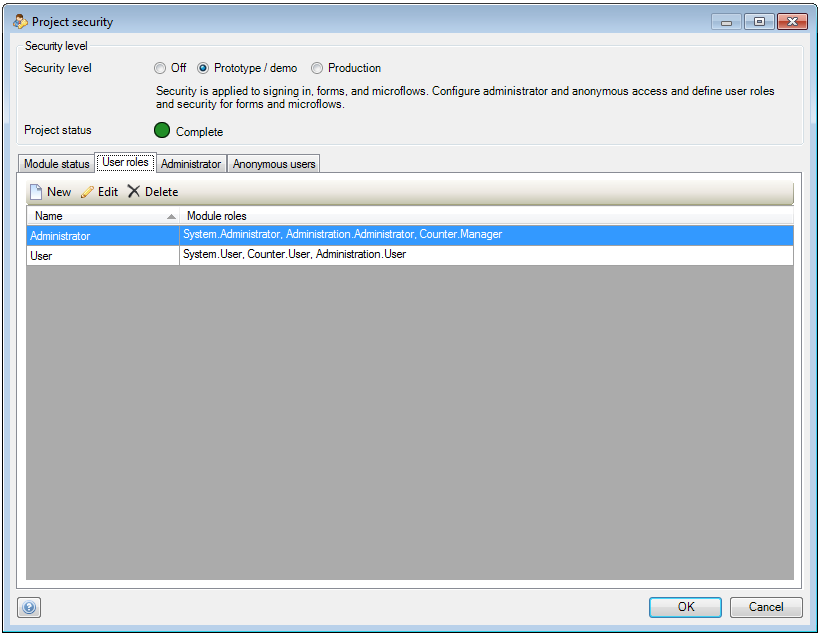 Project security
Security level
Security level Off Prototype / demo Production
Security is applied to signing in, forms, and microflows. Configure administrator and anonymous access and define user roles
and security for forms and microflows.
Project status Complete
Module status User roles Administrator Anonymous users
New Edit Delete
Name Module roles
Administrator System.Administrator, Administration.Administrator, Counter.Manager
User System.User, Counter.User, Administration.User
? OK Cancel